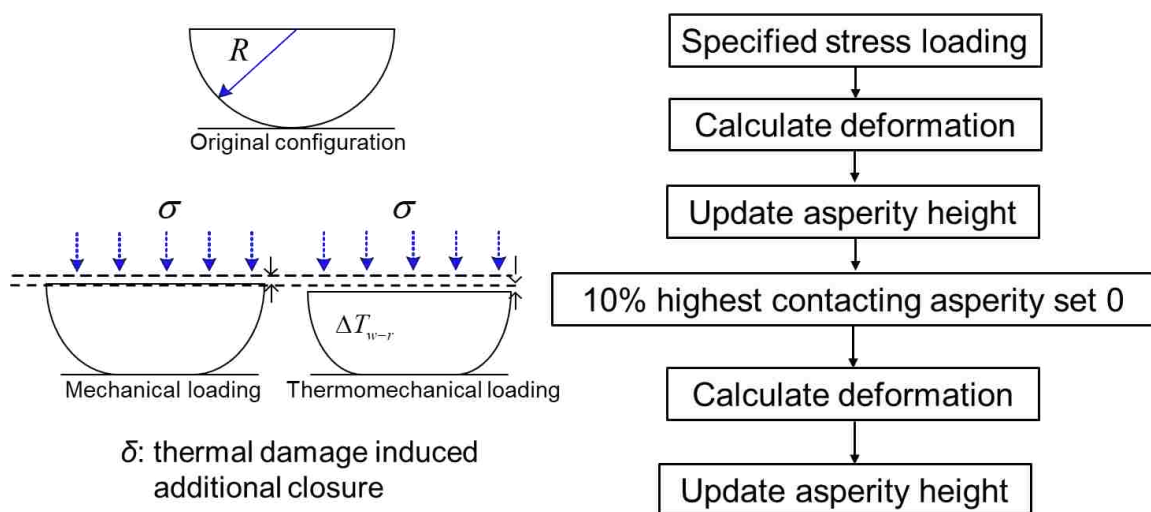 R
Original configuration
σ
σ
ΔT_{w-r}
Mechanical loading
Thermomechanical loading
δ: thermal damage induced
additional closure
Specified stress loading
Calculate deformation
Update asperity height
10% highest contacting asperity set 0
Calculate deformation
Update asperity height